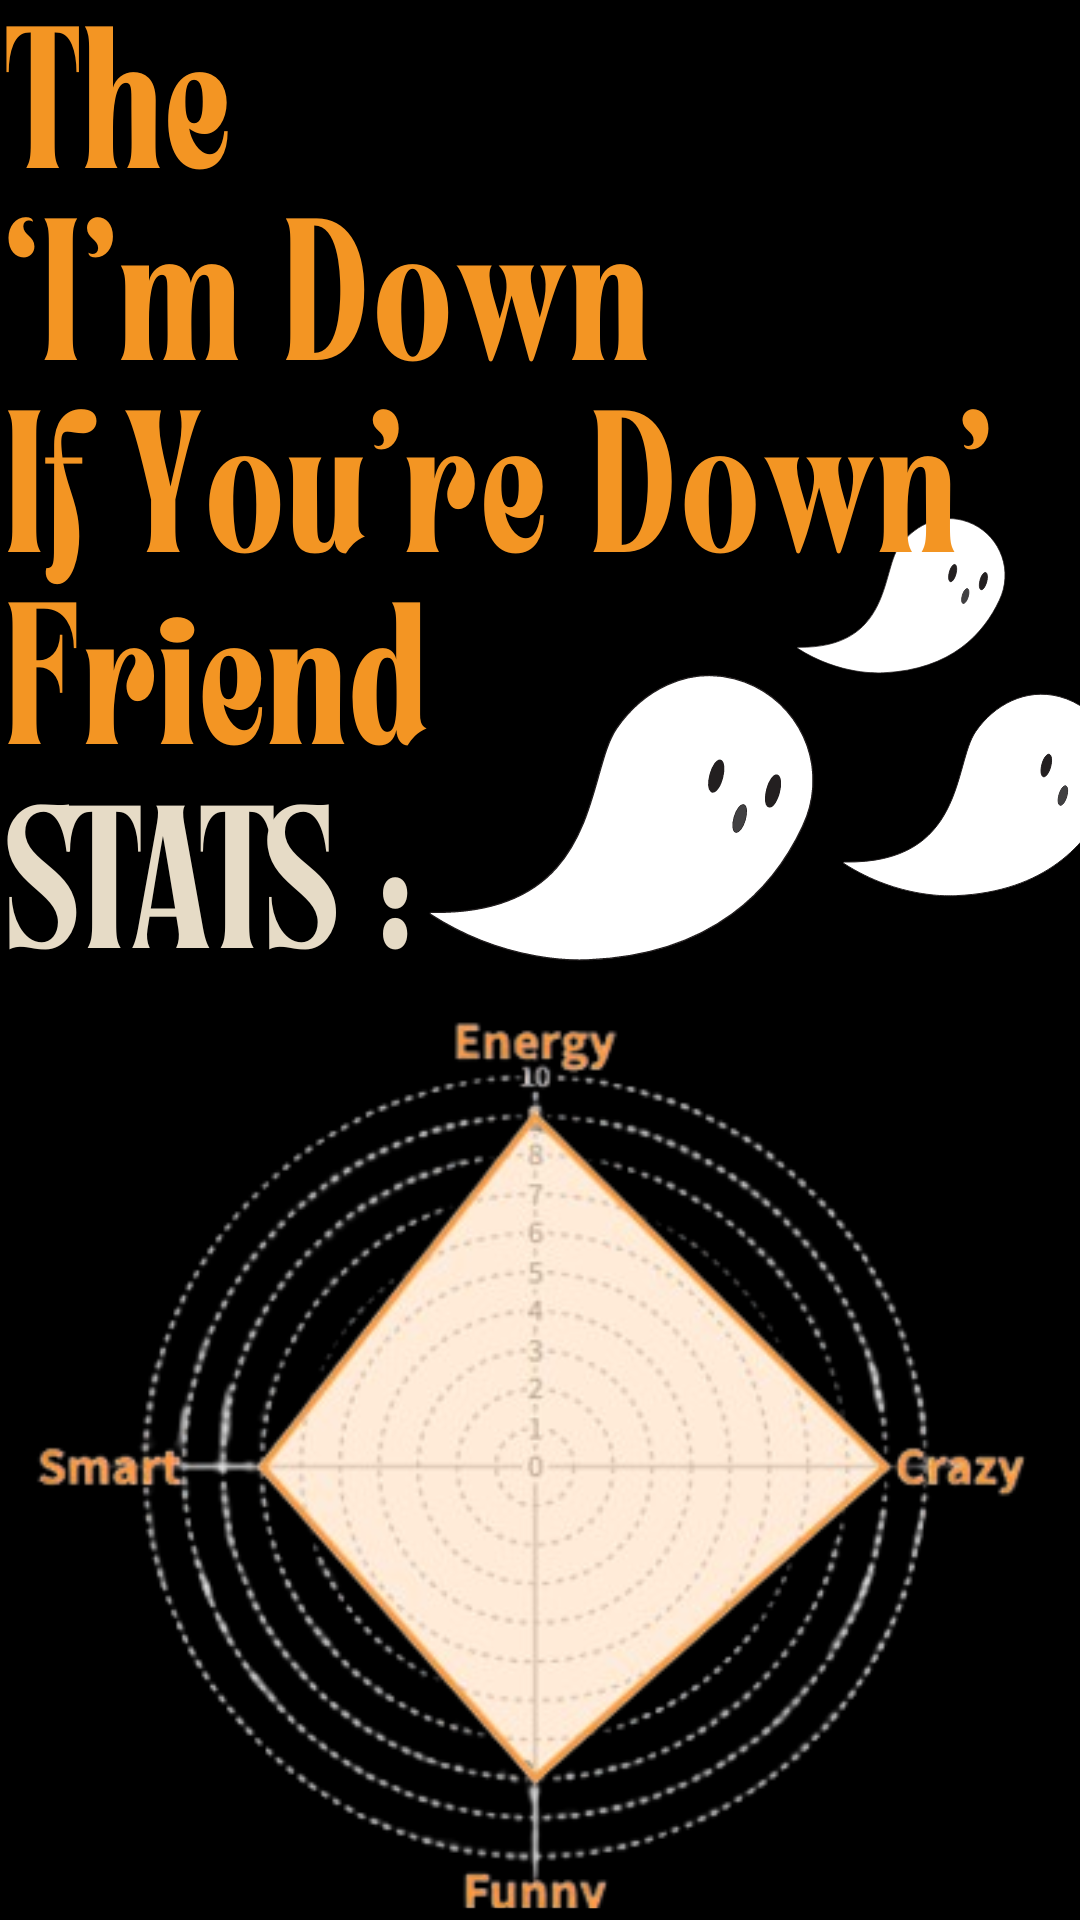 The
‘I’m Down
If You’re Down’
Friend
STATS :
Energy
10
9
8
7
6
5
4
3
2
1
0
Smart
Crazy
Funny